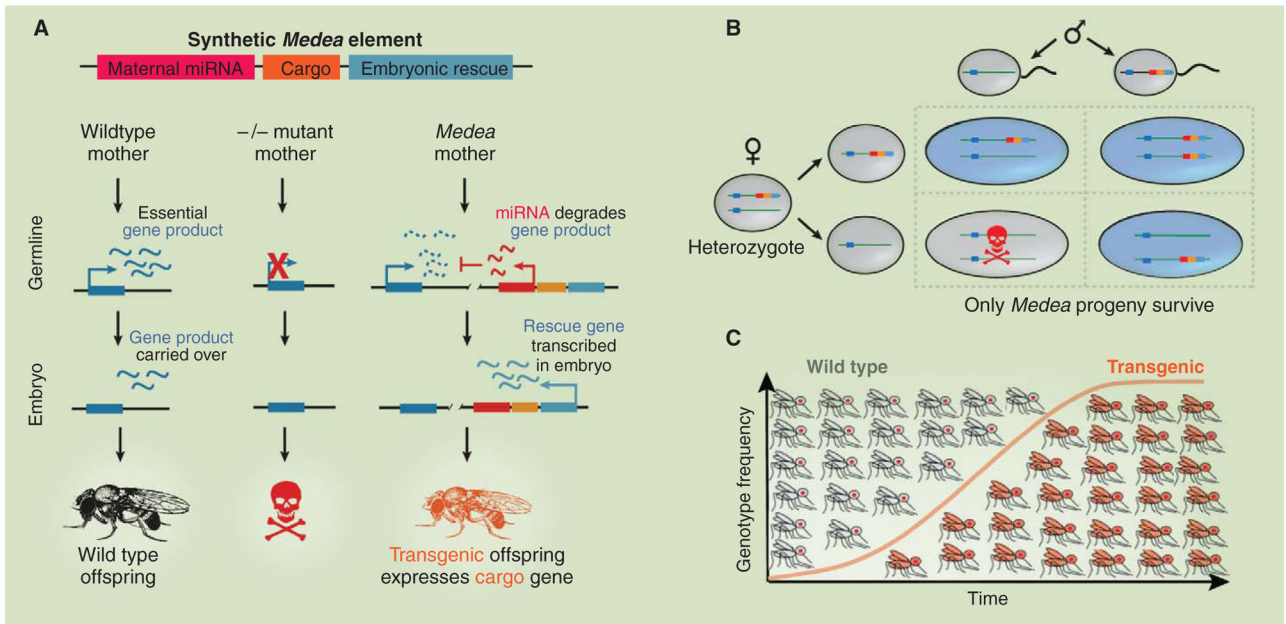 A
Synthetic Medea element
Maternal miRNA
Cargo
Embryonic rescue
Wildtype
mother
–/– mutant
mother
Medea
mother
Germline
Essential
gene product
X
miRNA degrades
gene product
Embryo
Gene product
carried over
Rescue gene
transcribed
in embryo
Wild type
offspring
Transgenic offspring
expresses cargo gene
B
♂
♀
Heterozygote
Only Medea progeny survive
C
Wild type
Transgenic
Genotype frequency
Time